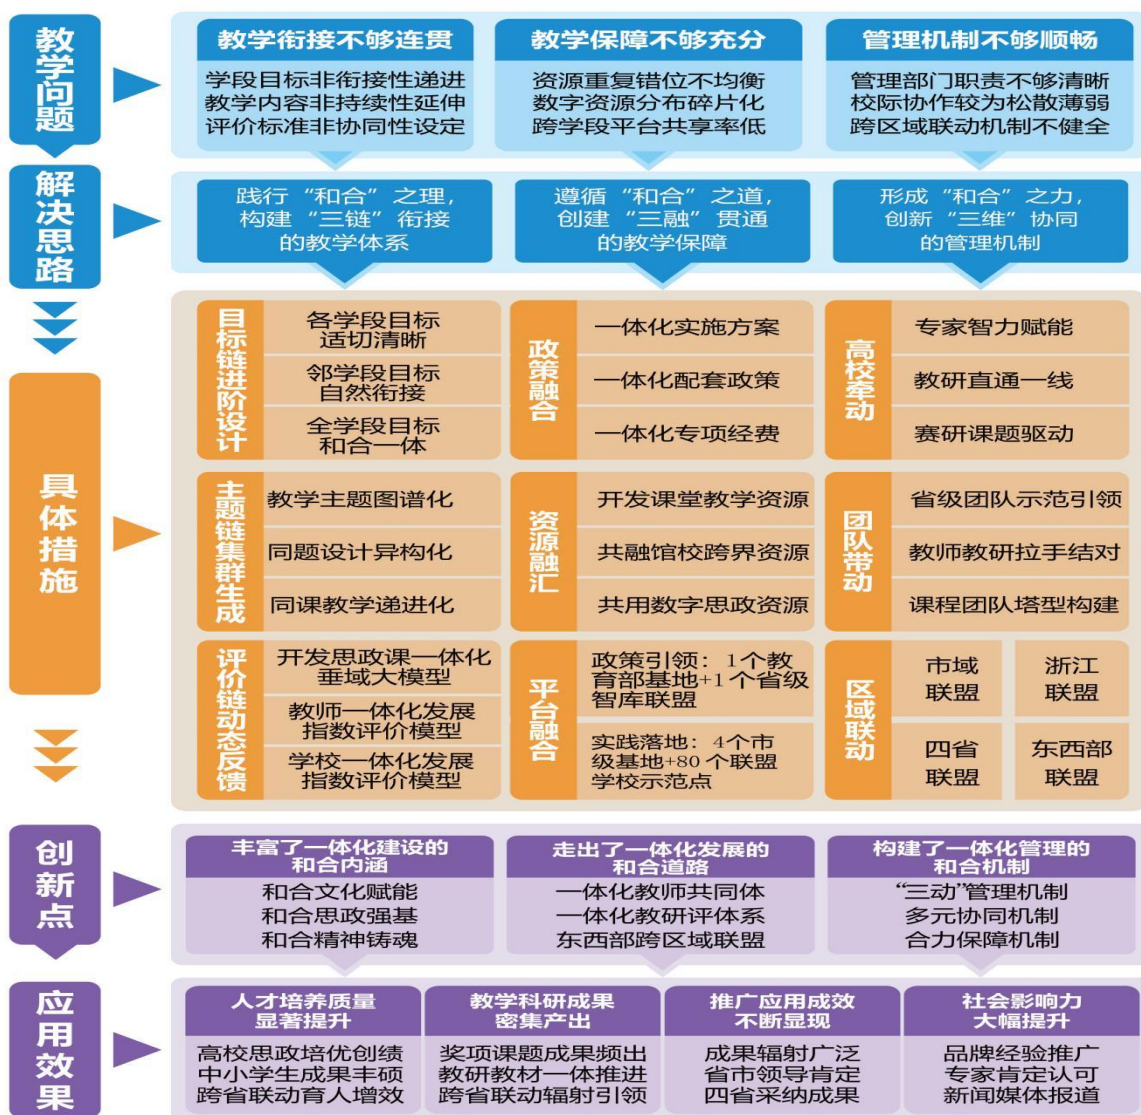 教学问题
教学衔接不够连贯
学段目标非衔接性递进
教学内容非持续性延伸
评价标准非协同性设定
教学保障不够充分
资源重复错位不均衡
数字资源分布碎片化
跨学段平台共享率低
管理机制不够顺畅
管理部门职责不够清晰
校际协作较为松散薄弱
跨区域联动机制不健全
解决思路
践行“和合”之理，
构建“三链”衔接
的教学体系
遵循“和合”之道，
创建“三融”贯通
的教学保障
形成“和合”之力，
创新“三维”协同
的管理机制
具体措施
目标链进阶设计
各学段目标
适切清晰
邻学段目标
自然衔接
全学段目标
和合一体
政策融合
一体化实施方案
一体化配套政策
一体化专项经费
高校牵动
专家智力赋能
教研直通一线
赛研课题驱动
主题链集群生成
教学主题图谱化
同题设计异构化
同课教学递进化
资源融汇
开发课堂教学资源
共融馆校跨界资源
共用数字思政资源
团队带动
省级团队示范引领
教师教研拉手结对
课程团队塔型构建
评价链动态反馈
开发思政课一体化
垂域大模型
教师一体化发展
指数评价模型
学校一体化发展
指数评价模型
平台融合
政策引领：1个教
育部基地+1个省级
智库联盟
实践落地：4个市
级基地+80个联盟
学校示范点
区域联动
市域
联盟
浙江
联盟
四省
联盟
东西部
联盟
创新点
丰富了一体化建设的
和合内涵
和合文化赋能
和合思政强基
和合精神铸魂
走出了一体化发展的
和合道路
一体化教师共同体
一体化教研评体系
东西部跨区域联盟
构建了一体化管理的
和合机制
“三动”管理机制
多元协同机制
合力保障机制
应用效果
人才培养质量
显著提升
高校思政培优创绩
中小学生成果丰硕
跨省联动育人增效
教学科研成果
密集产出
奖项课题成果频出
教研教材一体推进
跨省联动辐射引领
推广应用成效
不断显现
成果辐射广泛
省市领导肯定
四省采纳成果
社会影响力
大幅提升
品牌经验推广
专家肯定认可
新闻媒体报道